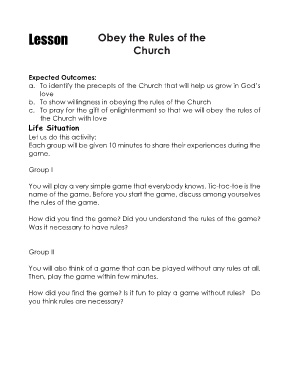 Lesson
Obey the Rules of the
Church
Expected Outcomes:
a. To identify the precepts of the Church that will help us grow in God's
love
b. To show willingness in obeying the rules of the Church
c. To pray for the gift of enlightenment so that we will obey the rules of
the Church with love
Life Situation
Let us do this activity:
Each group will be given 10 minutes to share their experiences during the
game.
Group I
You will play a very simple game that everybody knows. Tic-tac-toe is the
name of the game. Before you start the game, discuss among yourselves
the rules of the game.
How did you find the game? Did you understand the rules of the game?
Was it necessary to have rules?
Group II
You will also think of a game that can be played without any rules at all.
Then, play the game within few minutes.
How did you find the game? Is it fun to play a game without rules? Do
you think rules are necessary?